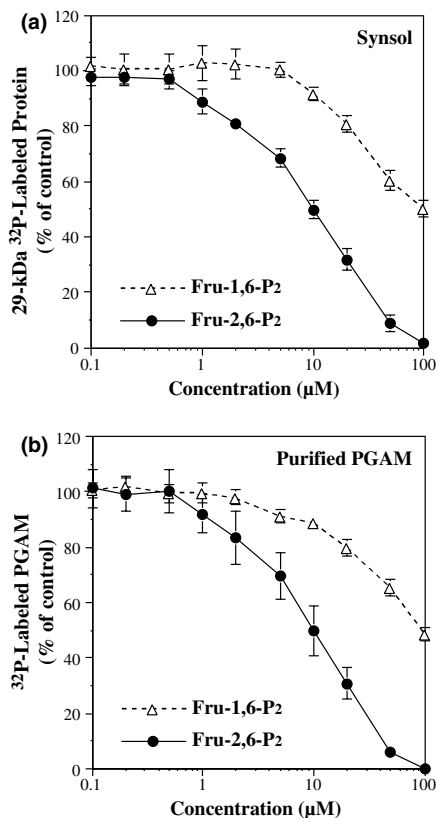 (a)
Synsol
120
100
80
60
40
20
0
29-kDa ³²P-Labeled Protein
(% of control)
Fru-1,6-P₂
Fru-2,6-P₂
0.1 1 10 100
Concentration (µM)
(b)
Purified PGAM
120
100
80
60
40
20
0
³²P-Labeled PGAM
(% of control)
Fru-1,6-P₂
Fru-2,6-P₂
0.1 1 10 100
Concentration (µM)